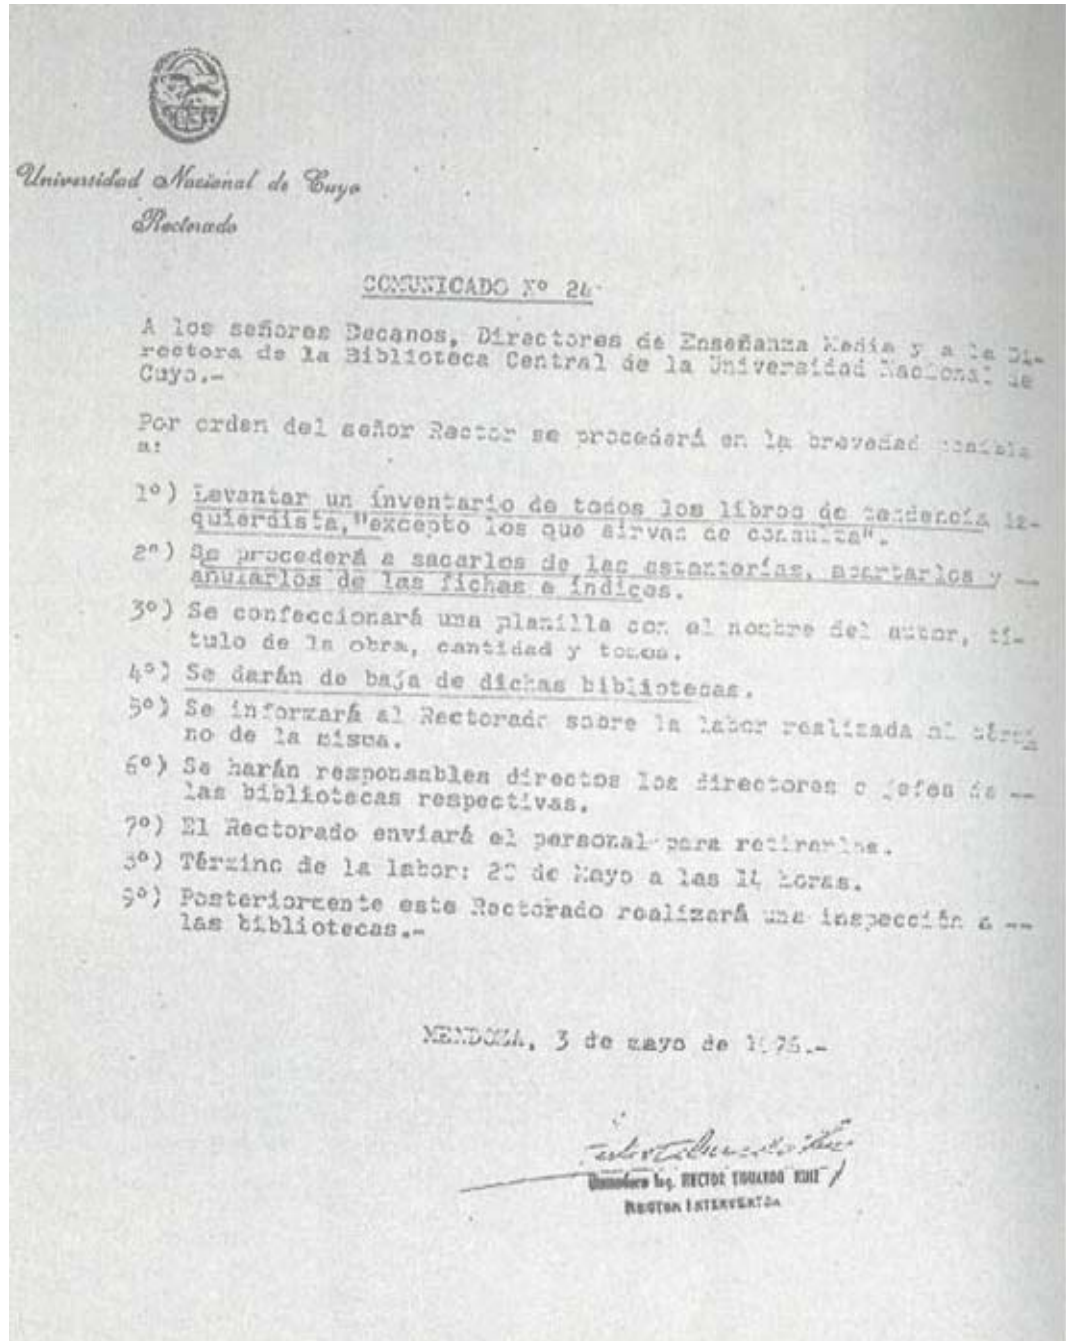 Universidad Nacional de Cuyo
Rectorado
COMUNICADO Nº 24
A los señores Decanos, Directores de Enseñanza Media y a la Di-
rectora de la Biblioteca Central de la Universidad Nacional de
Cuyo.-
Por orden del señor Rector se procederá en la brevedad posible
a:
1º) Levantar un inventario de todos los libros de tendencia iz-
quierdista, "excepto los que sirvan de consulta".
2º) Se procederá a sacarlos de las estanterías, apartarlos y --
anularlos de las fichas e índices.
3º) Se confeccionará una planilla con el nombre del autor, tí-
tulo de la obra, cantidad y tomos.
4º) Se darán de baja de dichas bibliotecas.
5º) Se informará al Rectorado sobre la labor realizada al térmi
no de la misma.
6º) Se harán responsables directos los directores o jefes de --
las bibliotecas respectivas.
7º) El Rectorado enviará el personal para retirarlos.
8º) Término de la labor: de Mayo a las 14 horas.
9º) Posteriormente este Rectorado realizará una inspección a --
las bibliotecas.-
MENDOZA, 3 de mayo de 1976.-
Ing. HECTOR EDUARDO RUIZ
RECTOR INTERVENTOR